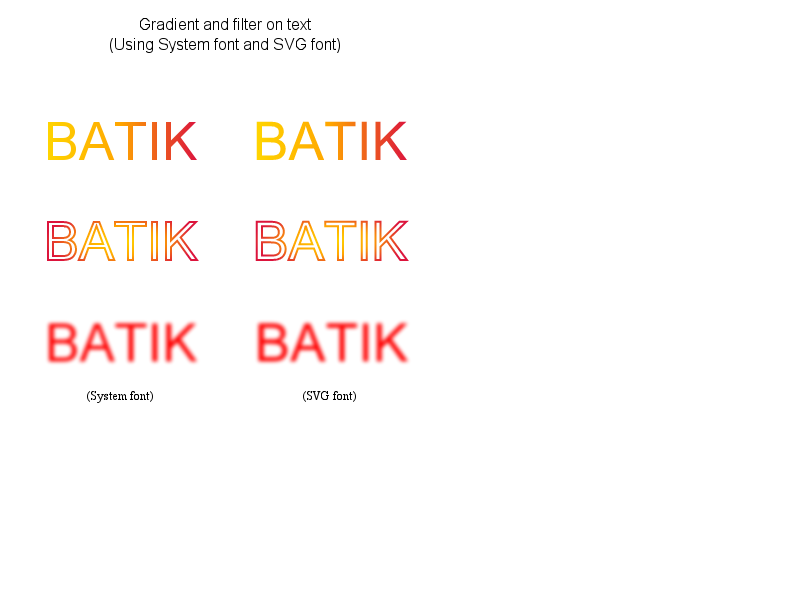 Gradient and filter on text
(Using System font and SVG font)
BATIK BATIK
BATIK BATIK
BATIK BATIK
(System font) (SVG font)